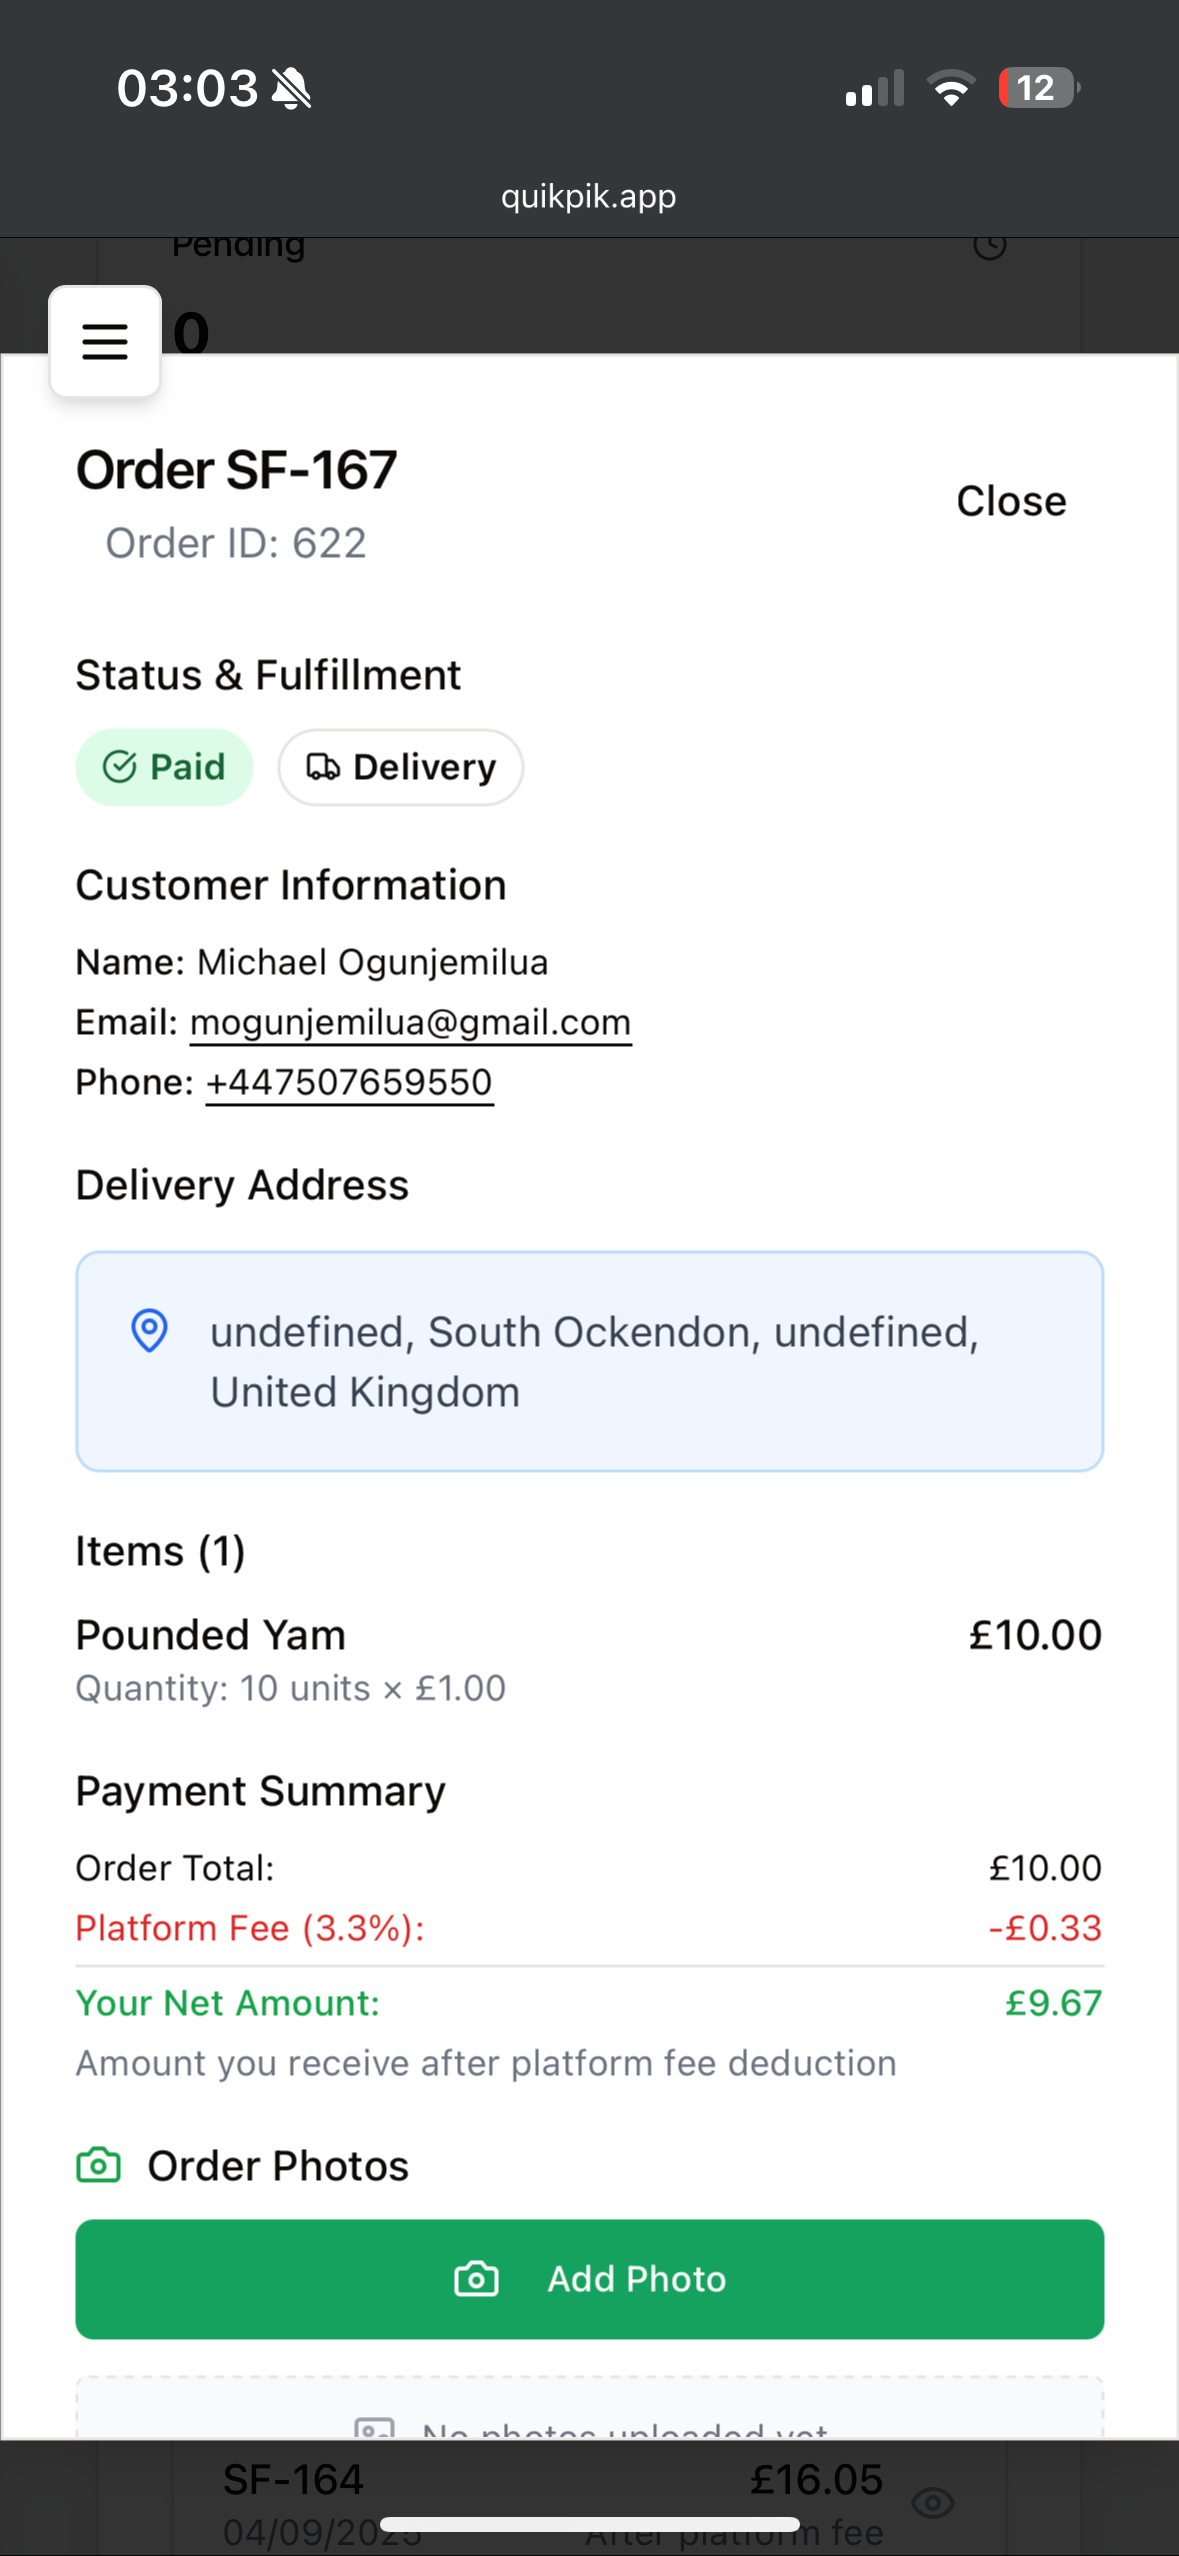 03:03
12
quikpik.app
Pending
0
Order SF-167
Close
Order ID: 622
Status & Fulfillment
Paid
Delivery
Customer Information
Name: Michael Ogunjemilua
Email: mogunjemilua@gmail.com
Phone: +447507659550
Delivery Address
undefined, South Ockendon, undefined,
United Kingdom
Items (1)
Pounded Yam £10.00
Quantity: 10 units × £1.00
Payment Summary
Order Total: £10.00
Platform Fee (3.3%): -£0.33
Your Net Amount: £9.67
Amount you receive after platform fee deduction
Order Photos
Add Photo
No photos uploaded yet
SF-164 £16.05
04/09/2025 After platform fee